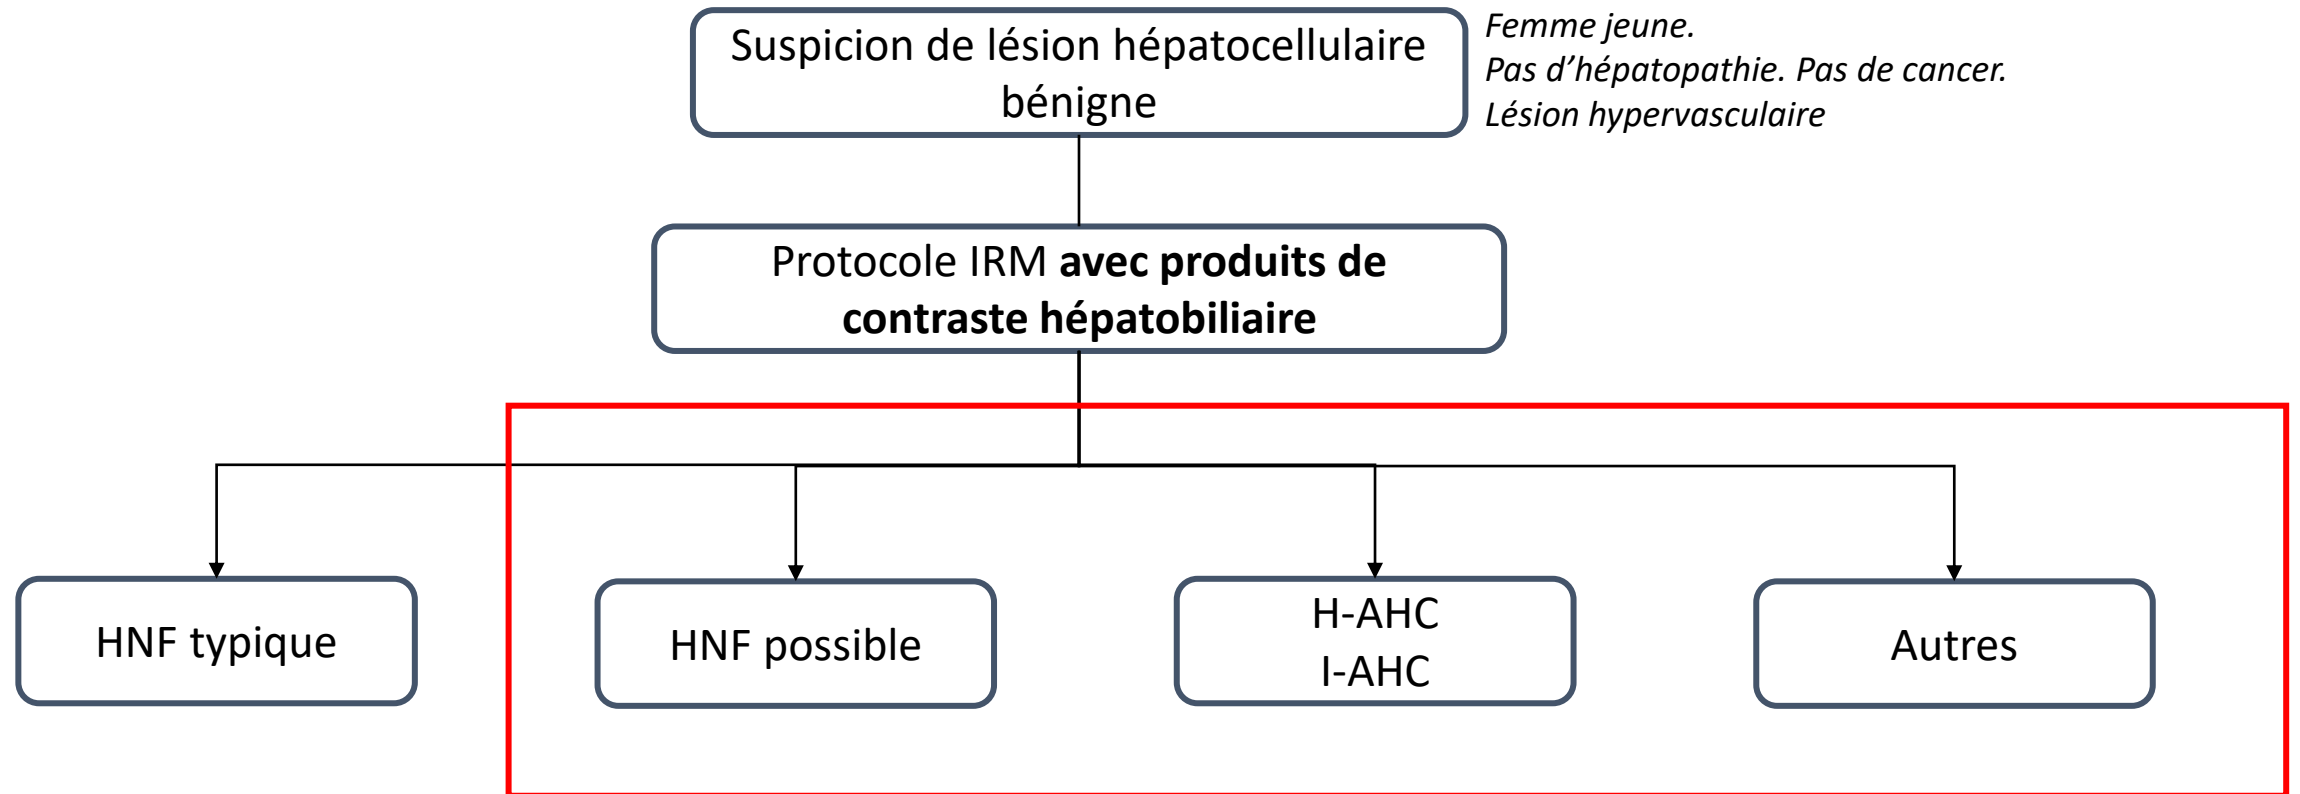 Suspicion de lésion hépatocellulaire
bénigne
Femme jeune.
Pas d’hépatopathie. Pas de cancer.
Lésion hypervasculaire
Protocole IRM avec produits de
contraste hépatobiliaire
HNF typique
HNF possible
H-AHC
I-AHC
Autres